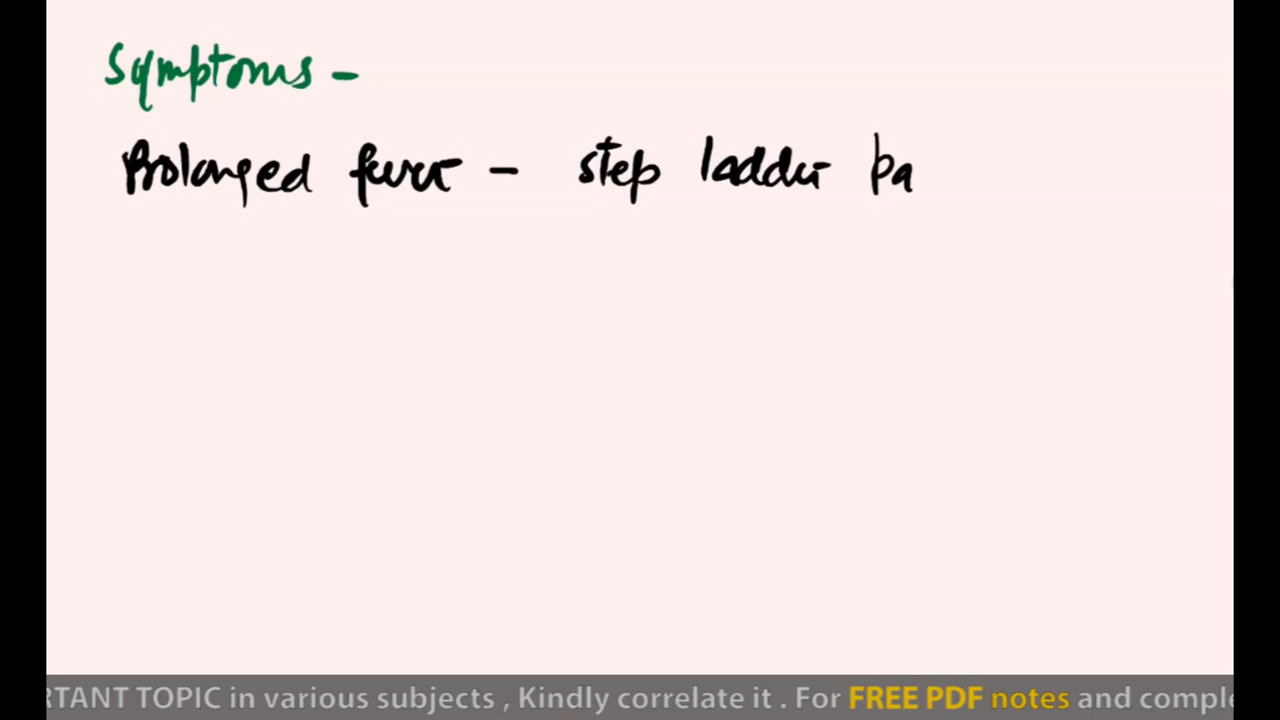 Symptoms -
Prolonged fever - step ladder pa
RTANT TOPIC in various subjects , Kindly correlate it . For FREE PDF notes and comple